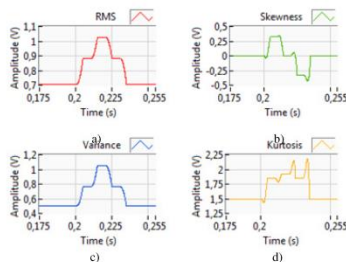 RMS
Amplitude (V)
1,1
1
0,9
0,8
0,7
0,6
0,175
0,2
0,225
0,255
Time (s)
a)
Skewness
Amplitude (V)
0,5
0,25
0
-0,25
-0,5
0,175
0,2
0,225
0,255
Time (s)
b)
Variance
Amplitude (V)
1,2
1
0,8
0,6
0,4
0,175
0,2
0,225
0,255
Time (s)
c)
Kurtosis
Amplitude (V)
2,25
2
1,75
1,5
1,25
0,175
0,2
0,225
0,255
Time (s)
d)